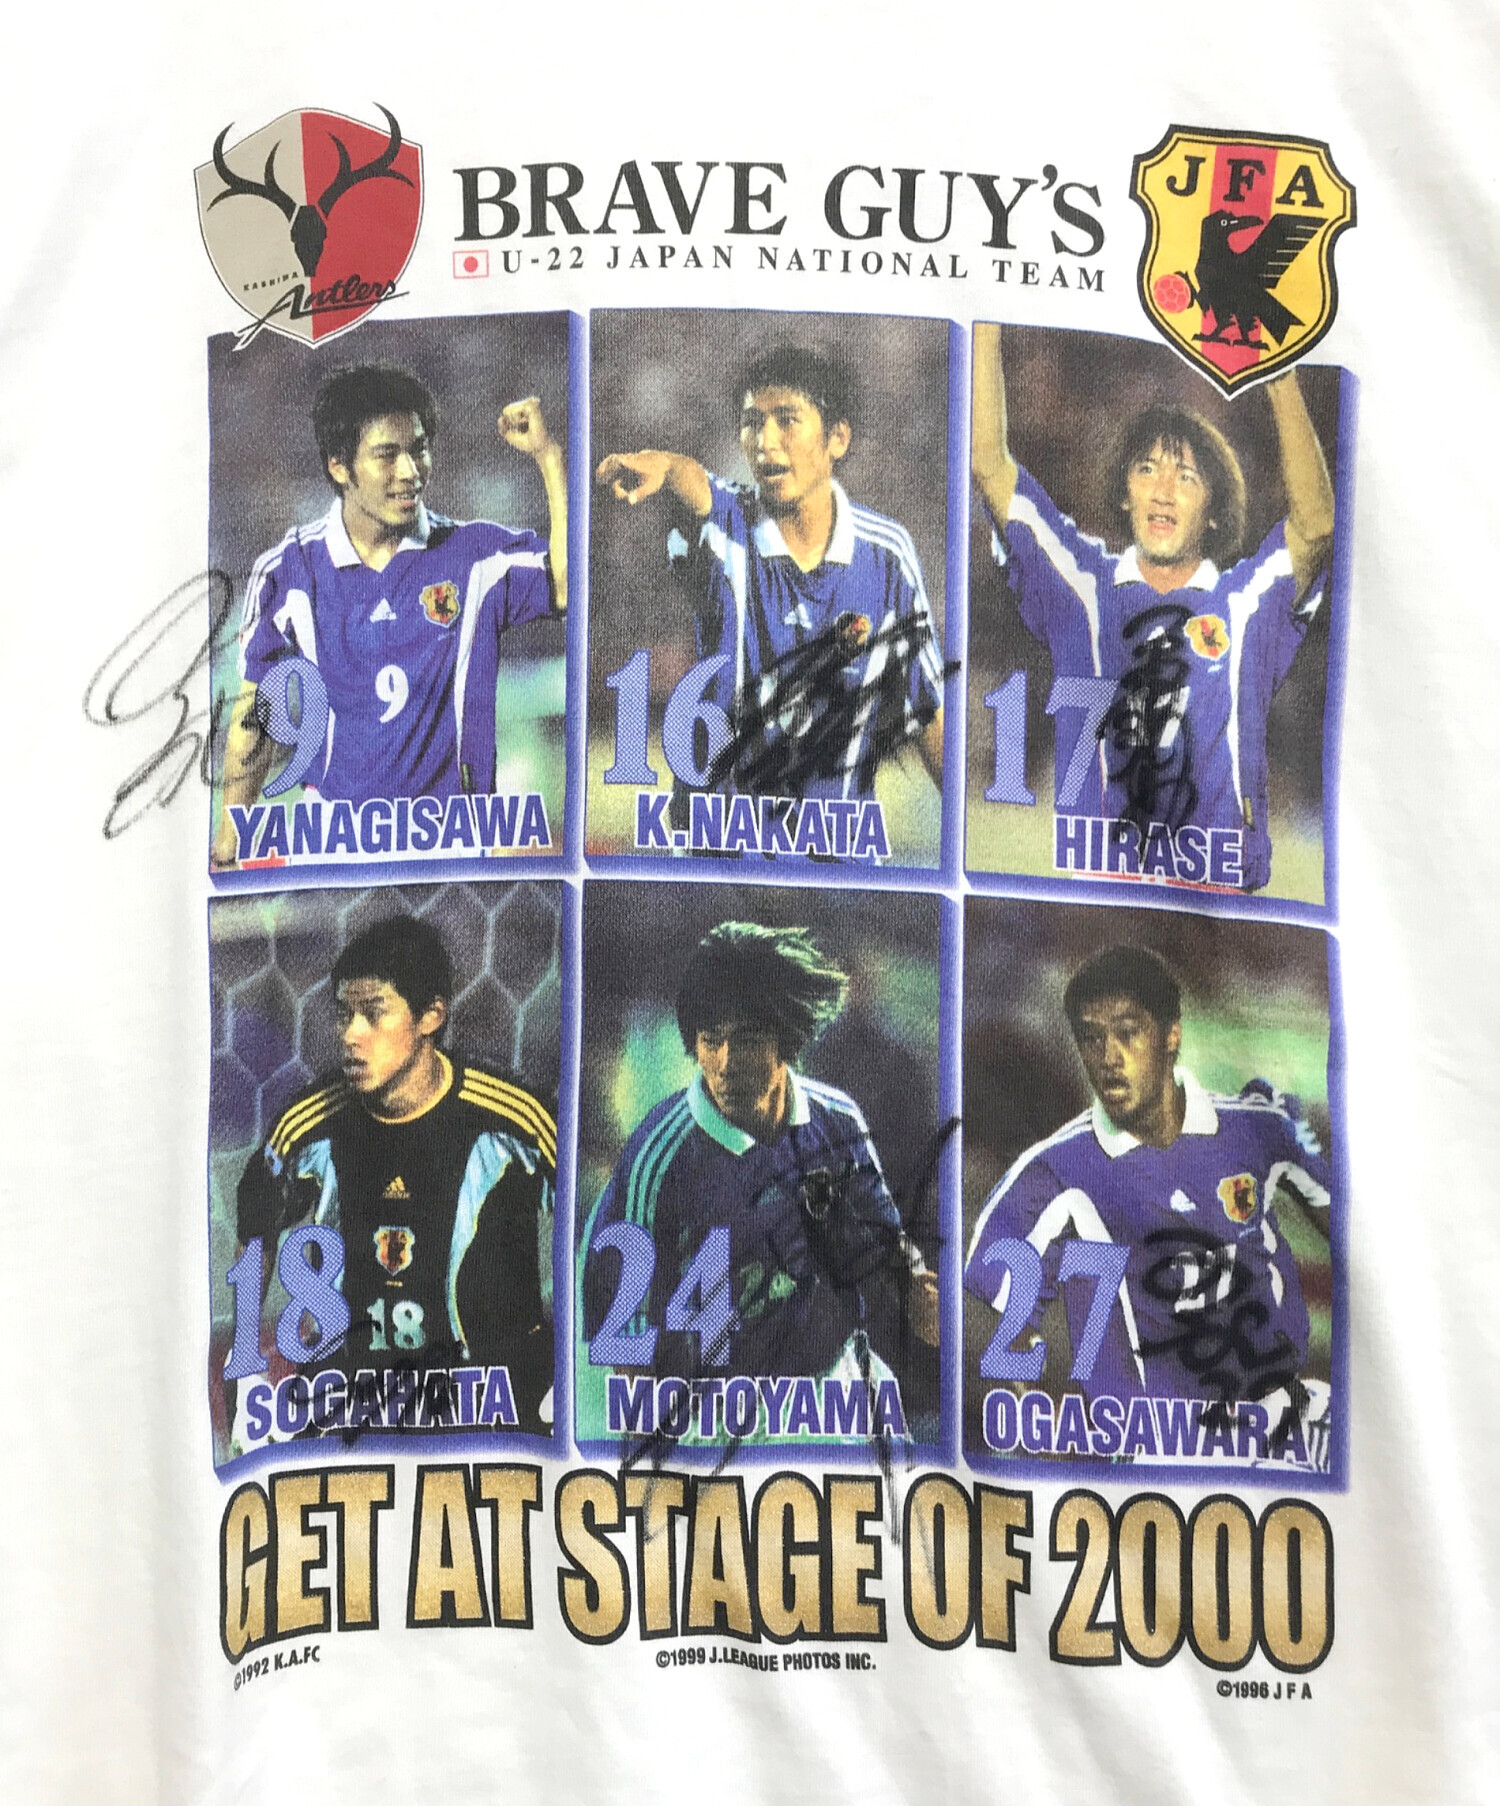 BRAVE GUY'S
U-22 JAPAN NATIONAL TEAM
KASHIMA
Antlers
JFA
9
9
YANAGISAWA
16
K.NAKATA
17
HIRASE
18
18
SOGAHATA
24
MOTOYAMA
27
27
OGASAWARA
GET AT STAGE OF 2000
©1992 K.A.FC
©1999 J.LEAGUE PHOTOS INC.
©1996 J F A